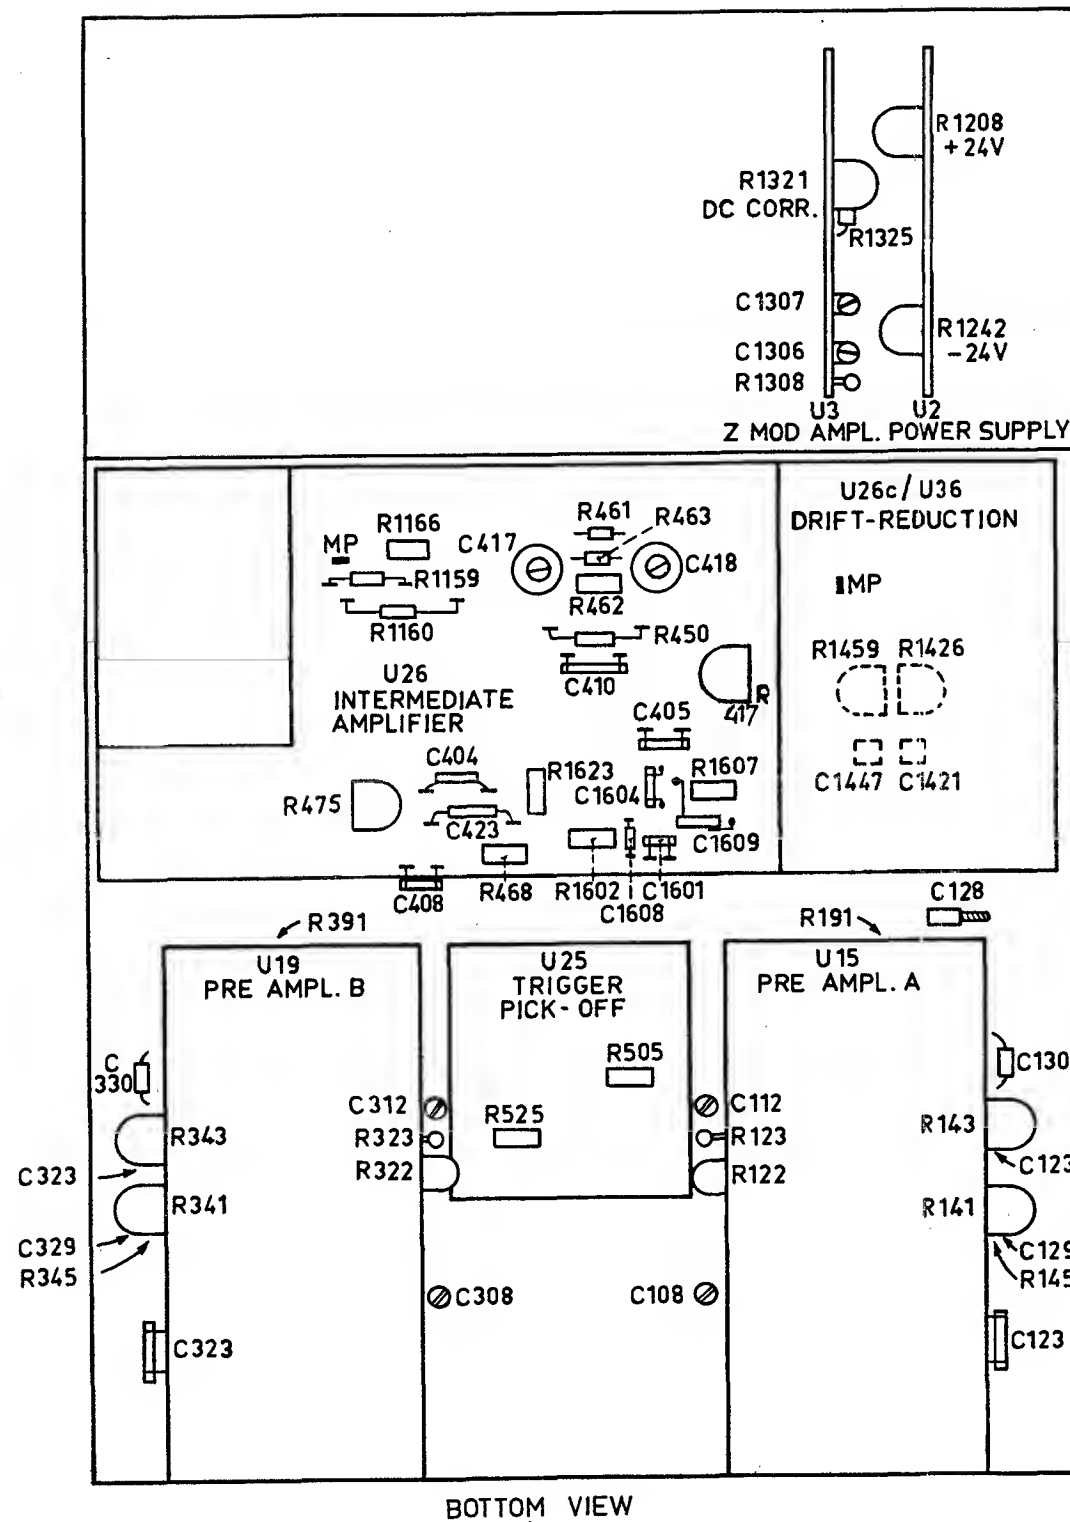 R1208
+24V
R1321
DC CORR.
R1325
C1307
R1242
-24V
C1306
R1308
U3
U2
Z MOD AMPL. POWER SUPPLY
U26c/U36
DRIFT-REDUCTION
R461
R463
R1166
C417
MP
C418
R1159
MP
R462
R1160
R450
R1459
R1426
U26
INTERMEDIATE
AMPLIFIER
C410
R
417
C405
C404
R1623
R1607
C1604
C1447
C1421
R475
C423
C1609
R468
R1602
C1601
C408
C1608
C128
R391
R191
U19
PRE AMPL. B
U25
TRIGGER
PICK-OFF
U15
PRE AMPL. A
R505
C
330
C130
C312
C112
R343
R323
R525
R123
R143
C323
R322
R122
C123
R341
R141
C329
C129
R345
R145
C308
C108
C323
C123
BOTTOM VIEW